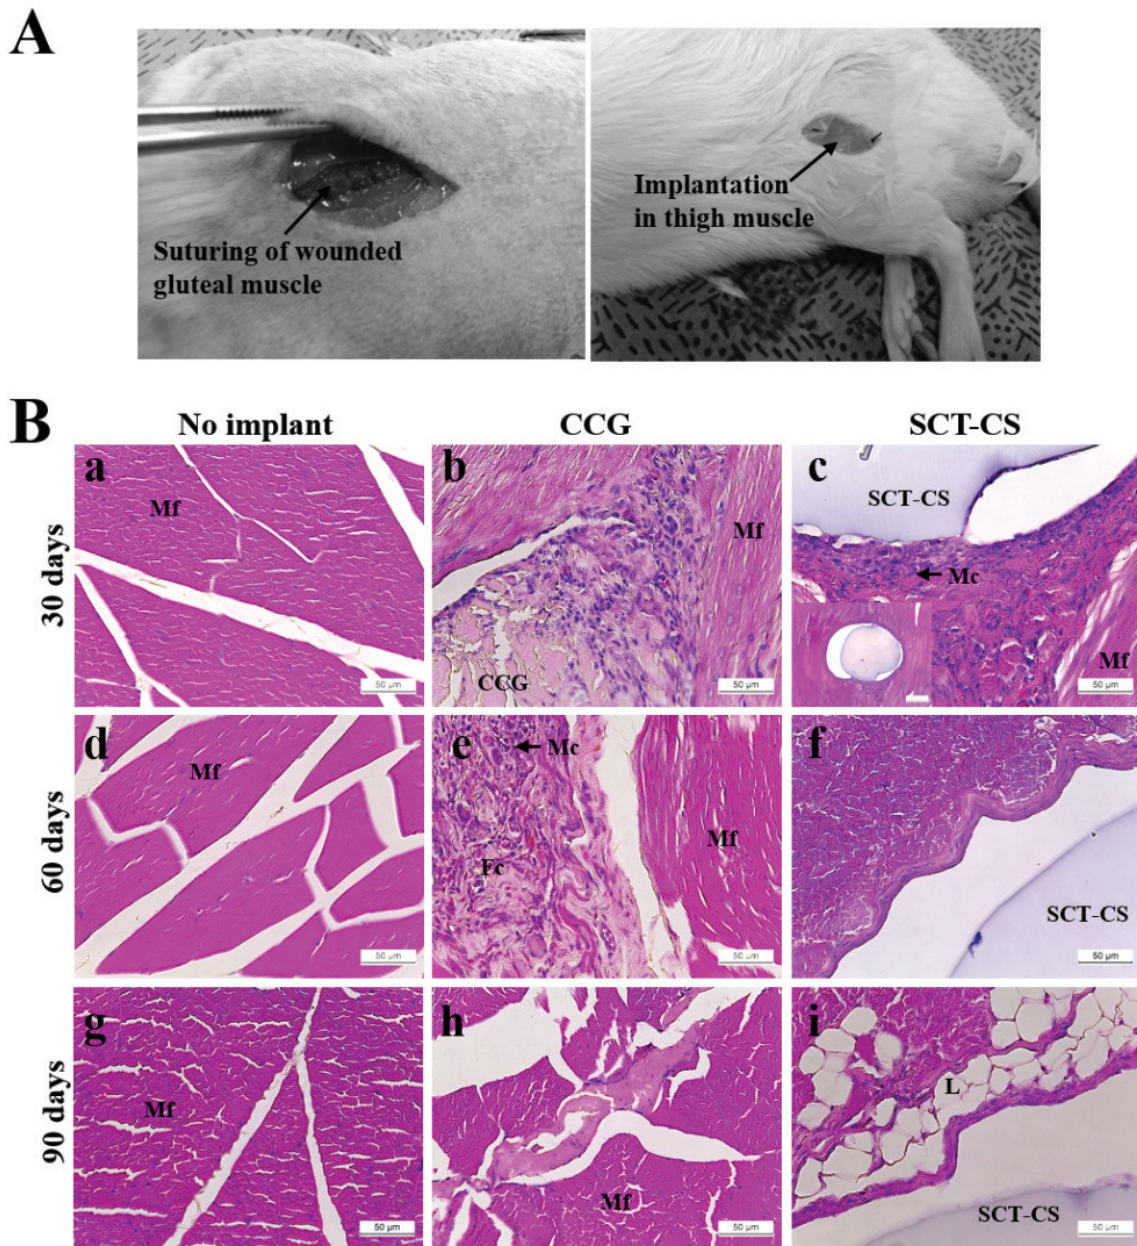 A
Suturing of wounded
gluteal muscle
Implantation
in thigh muscle
B
No implant
CCG
SCT-CS
30 days
a
Mf
50 µm
b
Mf
CCG
50 µm
c
SCT-CS
Mc
Mf
50 µm
60 days
d
Mf
50 µm
e
Mc
Fc
Mf
50 µm
f
SCT-CS
50 µm
90 days
g
Mf
50 µm
h
Mf
50 µm
i
L
SCT-CS
50 µm